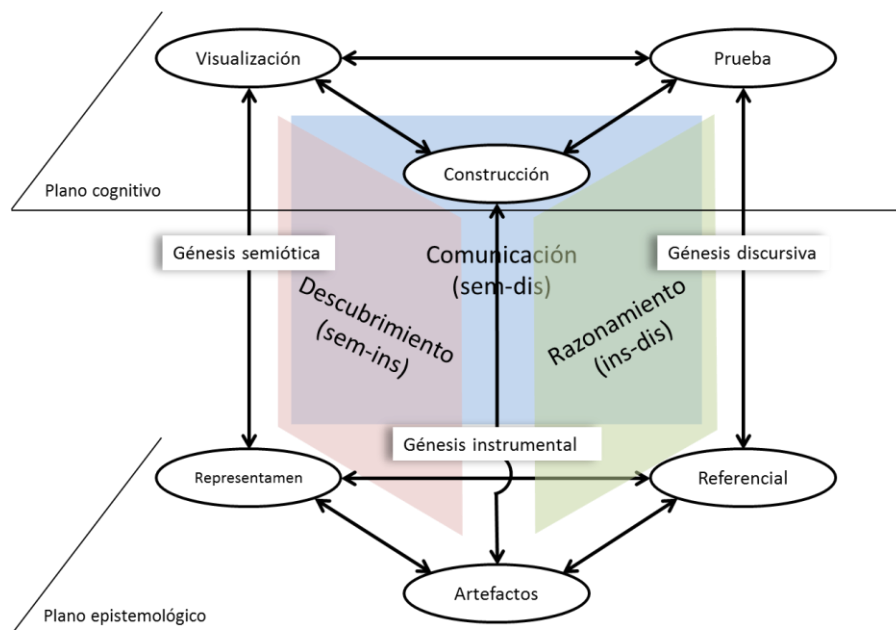 Visualización
Prueba
Construcción
Plano cognitivo
Génesis semiótica
Comunicación
(sem-dis)
Génesis discursiva
Descubrimiento
(sem-ins)
Razonamiento
(ins-dis)
Génesis instrumental
Representamen
Referencial
Artefactos
Plano epistemológico